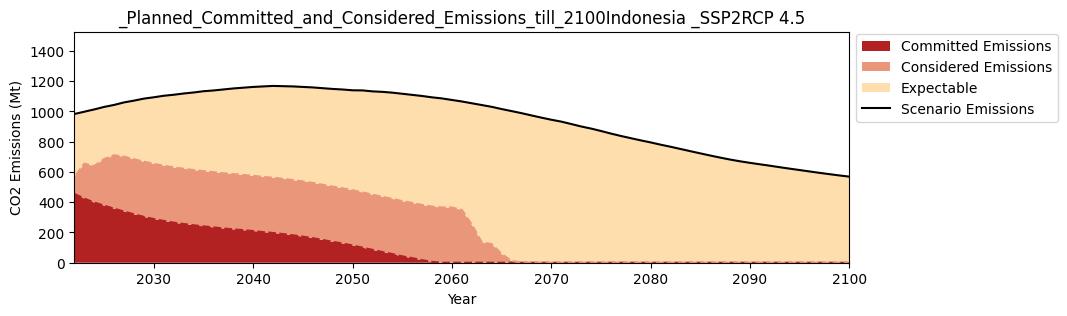 _Planned_Committed_and_Considered_Emissions_till_2100Indonesia _SSP2RCP 4.5
1400
1200
1000
800
600
400
200
0
CO2 Emissions (Mt)
2030 2040 2050 2060 2070 2080 2090 2100
Year
Committed Emissions
Considered Emissions
Expectable
Scenario Emissions